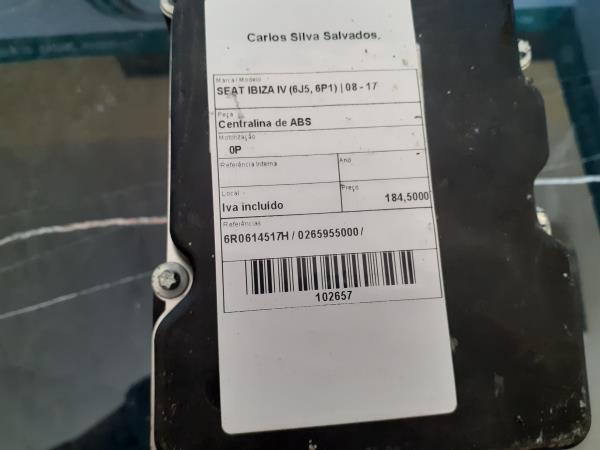 Carlos Silva Salvados,
Marca / Modelo
SEAT IBIZA IV (6J5, 6P1) | 08 - 17
Peça
Centralina de ABS
Motorização
0P
Referência Interna
Ano
Local
Preço
Iva incluído
184,5000
Referências
6R0614517H / 0265955000 /
102657